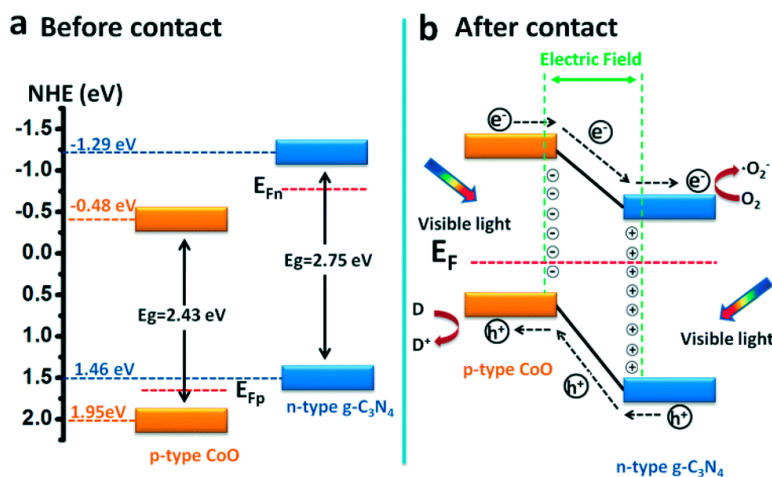 a Before contact
NHE (eV)
-1.5
-1.0
-0.5
0.0
0.5
1.0
1.5
2.0
-1.29 eV
-0.48 eV
1.46 eV
1.95eV
E_Fn
E_Fp
Eg=2.43 eV
Eg=2.75 eV
p-type CoO
n-type g-C₃N₄
b After contact
Electric Field
e⁻
e⁻
e⁻
·O₂⁻
O₂
Visible light
E_F
Visible light
D
D⁺
h⁺
h⁺
h⁺
p-type CoO
n-type g-C₃N₄